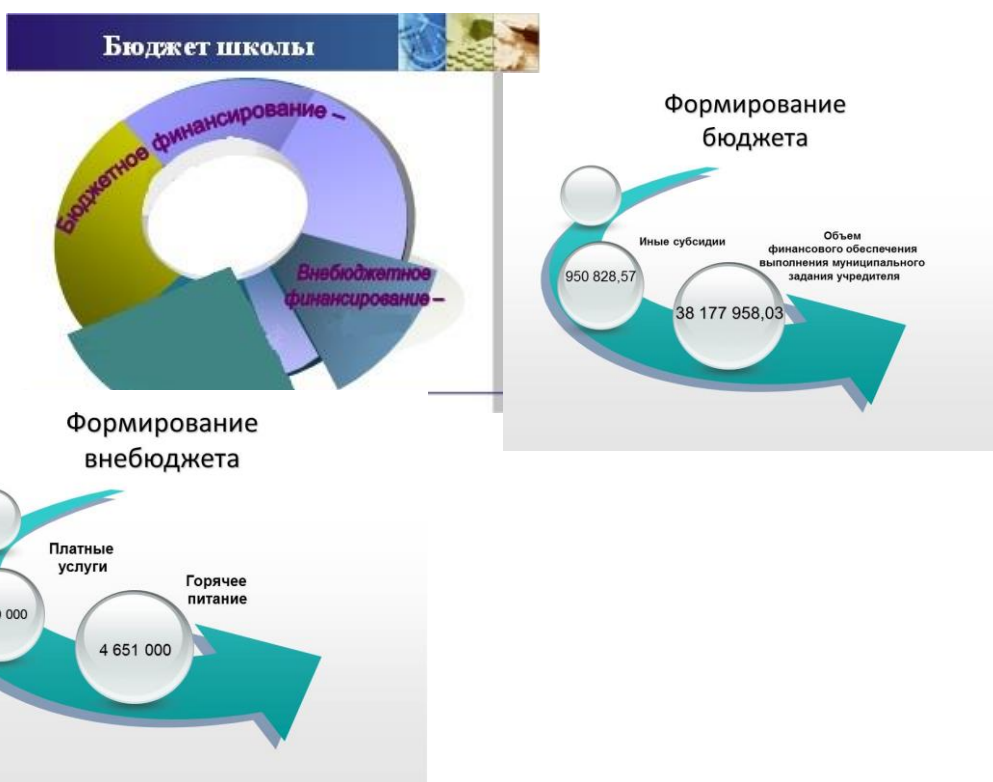 Бюджет школы
Бюджетное финансирование –
Внебюджетное
финансирование –
Формирование
бюджета
Иные субсидии
950 828,57
Объем
финансового обеспечения
выполнения муниципального
задания учредителя
38 177 958,03
Формирование
внебюджета
Платные
услуги
000
Горячее
питание
4 651 000